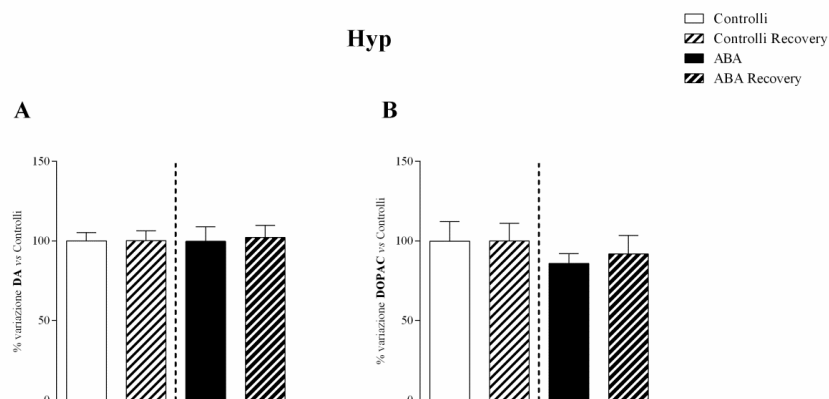 Hyp
Controlli
Controlli Recovery
ABA
ABA Recovery
A
% variazione DA vs Controlli
150
100
50
0
B
% variazione DOPAC vs Controlli
150
100
50
0